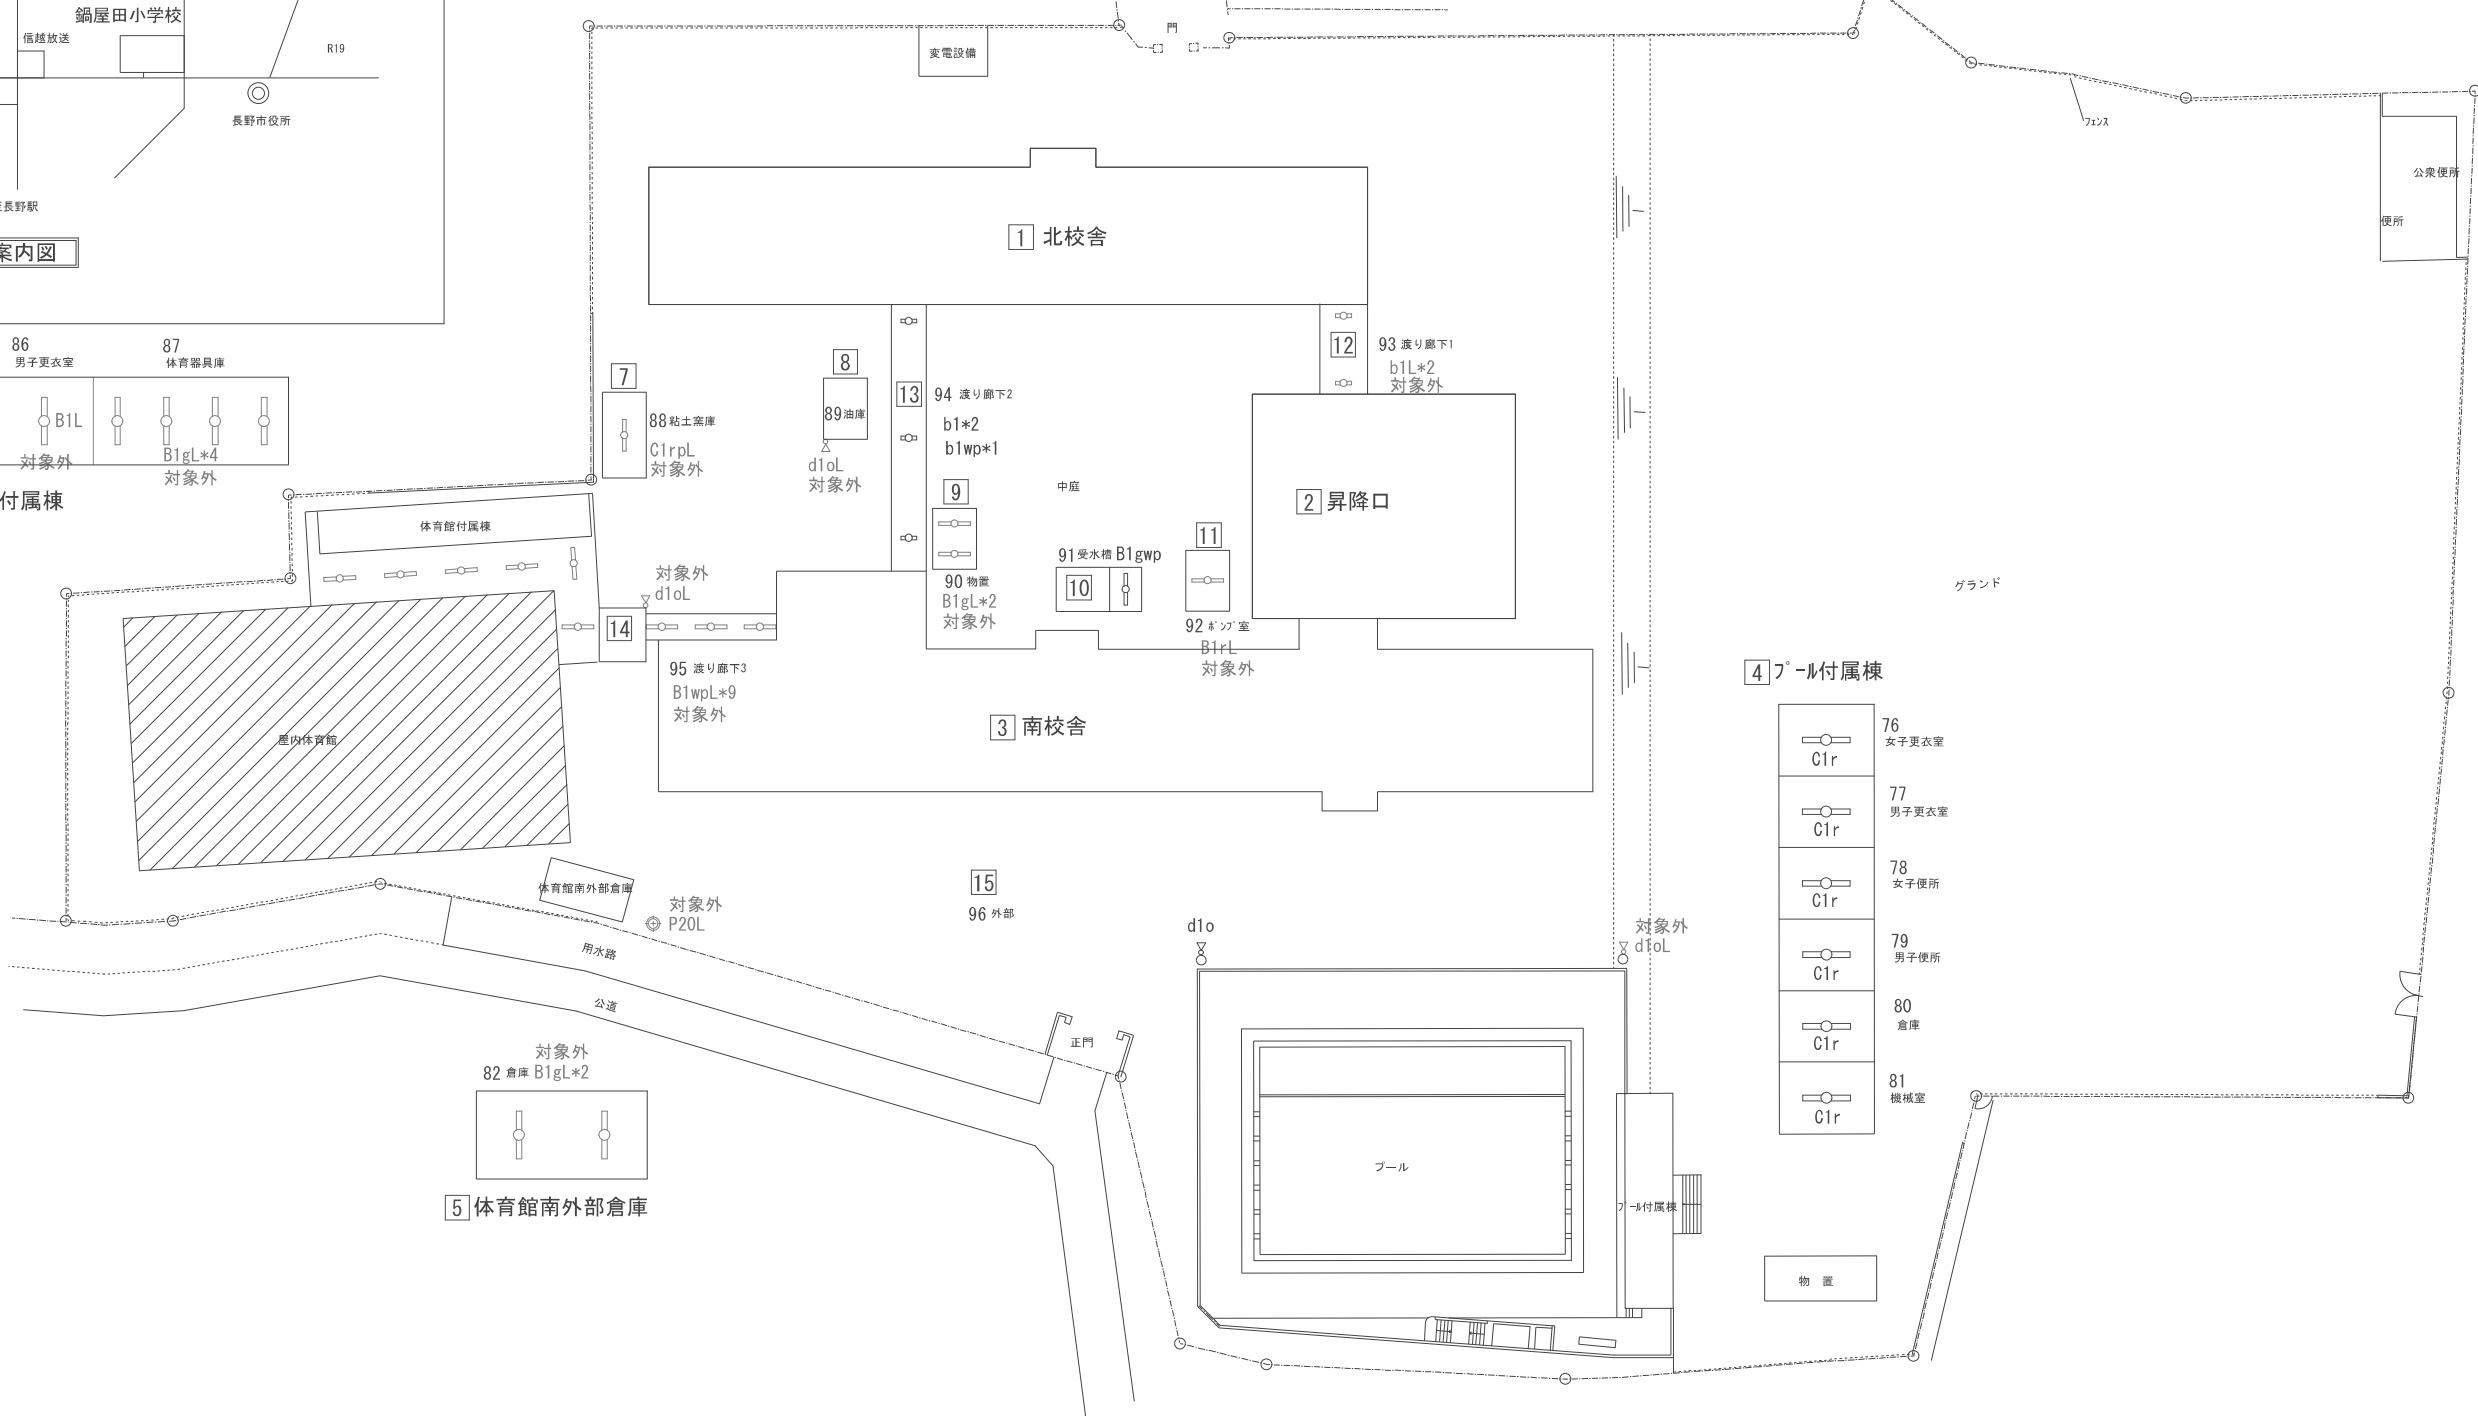 鍋屋田小学校
信越放送
R19
長野市役所
長野駅
案内図
門
変電設備
フェンス
公衆便所
便所
1 北校舎
86
男子更衣室
87
体育器具庫
B1L
対象外
B1gL*4
対象外
付属棟
7
88 粘土窯庫
C1rpL
対象外
8
89 油庫
d1oL
対象外
13
94 渡り廊下2
b1*2
b1wp*1
12
93 渡り廊下1
b1L*2
対象外
9
90 物置
B1gL*2
対象外
中庭
2 昇降口
91 受水槽 B1gwp
10
11
92 ポンプ室
B1rL
対象外
体育館付属棟
対象外
d1oL
14
95 渡り廊下3
B1wpL*9
対象外
屋内体育館
3 南校舎
グランド
4 プール付属棟
76
女子更衣室
C1r
77
男子更衣室
C1r
78
女子便所
C1r
79
男子便所
C1r
80
倉庫
C1r
81
機械室
C1r
体育館南外部倉庫
対象外
P20L
15
96 外部
d1o
対象外
d1oL
用水路
公道
正門
対象外
82 倉庫 B1gL*2
5 体育館南外部倉庫
プール
プール付属棟
物 置